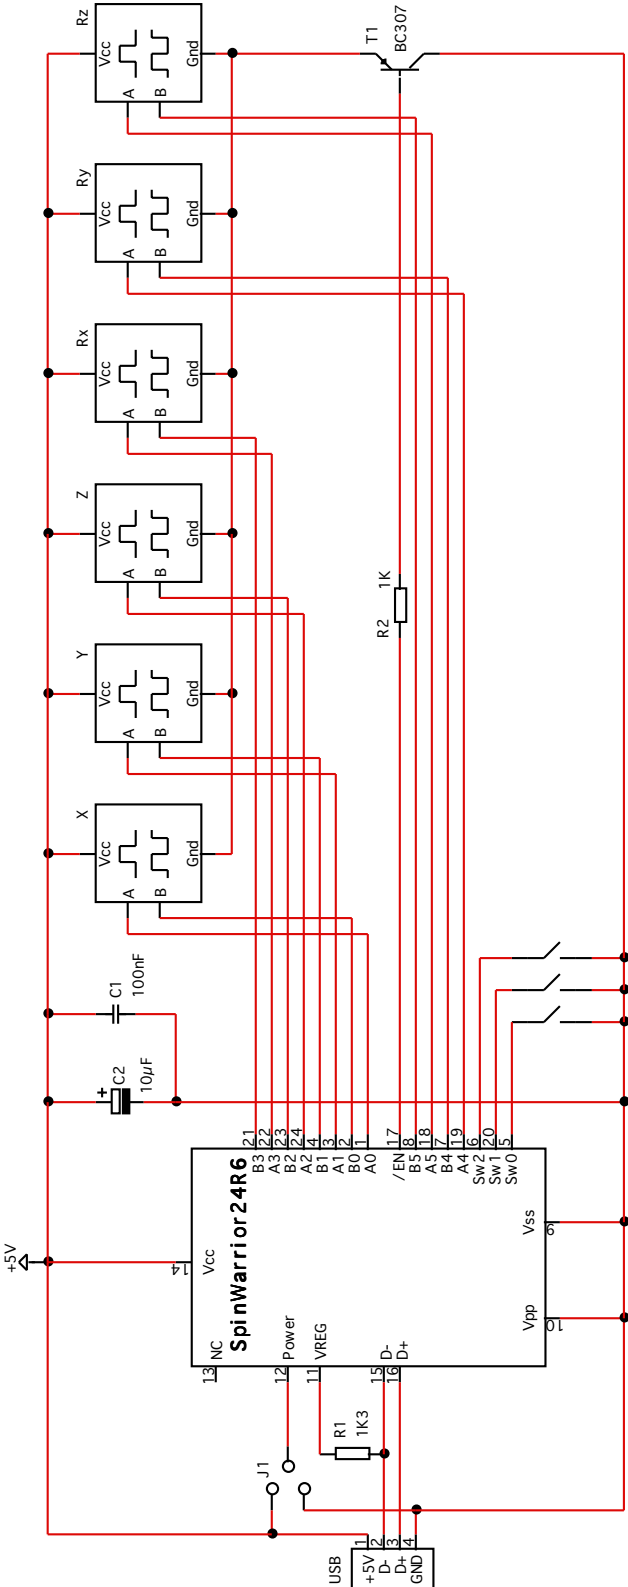 Rz
Vcc
Gnd
A
B
T1
BC307
Ry
Vcc
Gnd
A
B
Rx
Vcc
Gnd
A
B
Z
Vcc
Gnd
A
B
R2
1K
Y
Vcc
Gnd
A
B
X
Vcc
Gnd
A
B
C1
100nF
C2
10µF
+
+5V
21
22
23
24
4
3
2
1
17
8
18
7
19
6
20
5
B3
A3
B2
A2
B1
A1
B0
A0
/EN
B5
A5
B4
A4
Sw2
Sw1
Sw0
14
Vcc
SpinWarrior24R6
Vss
9
Vpp
10
NC
Power
VREG
D-
D+
13
12
11
15
16
J1
R1
1K3
USB
1
2
3
4
+5V
D-
D+
GND